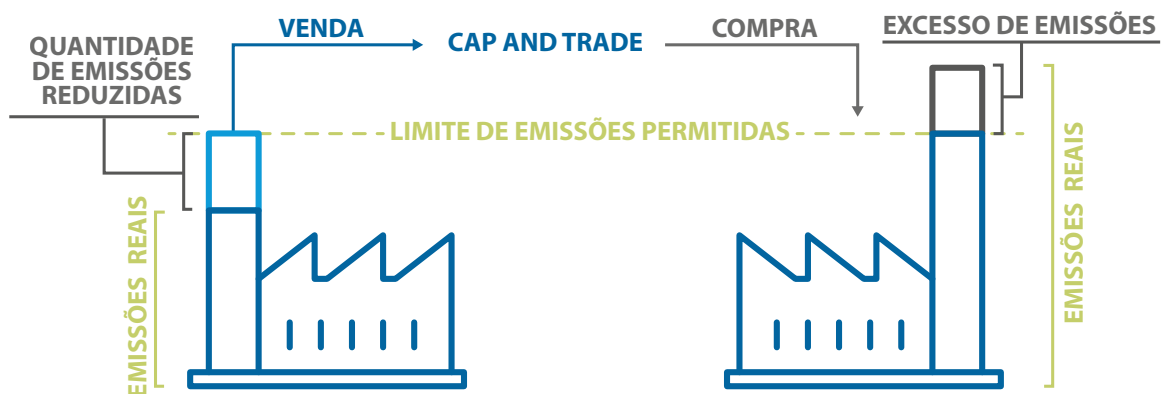 QUANTIDADE
DE EMISSÕES
REDUZIDAS
VENDA
CAP AND TRADE
COMPRA
EXCESSO DE EMISSÕES
LIMITE DE EMISSÕES PERMITIDAS
EMISSÕES REAIS
EMISSÕES REAIS